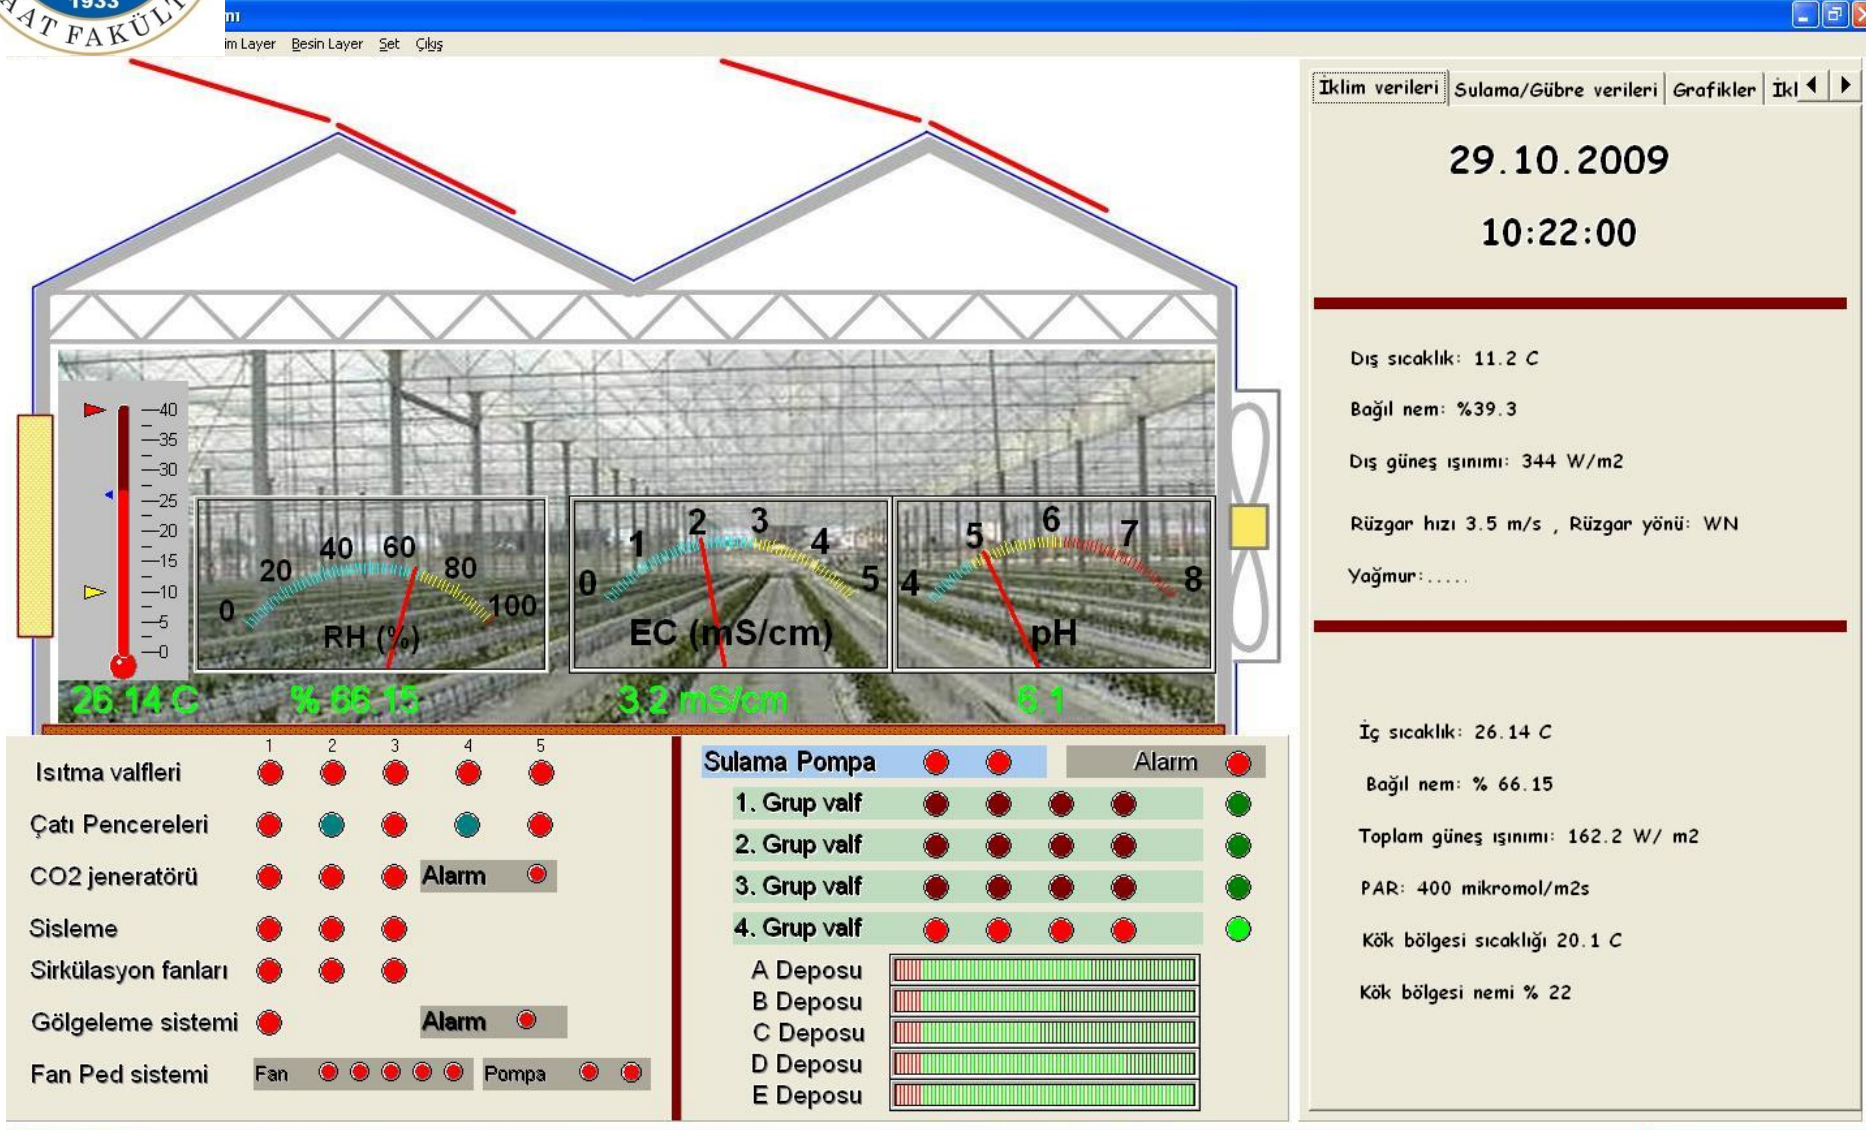 1933
AAT FAKÜLT
mı
im Layer Besin Layer Set Çıkış
İklim verileri Sulama/Gübre verileri Grafikler İkl
29.10.2009
10:22:00
Dış sıcaklık: 11.2 C
Bağıl nem: %39.3
Dış güneş ışınımı: 344 W/m2
Rüzgar hızı 3.5 m/s , Rüzgar yönü: WN
Yağmur:.....
İç sıcaklık: 26.14 C
Bağıl nem: % 66.15
Toplam güneş ışınımı: 162.2 W/ m2
PAR: 400 mikromol/m2s
Kök bölgesi sıcaklığı 20.1 C
Kök bölgesi nemi % 22
40
35
30
25
20
15
10
5
0
0 20 40 60 80 100
RH (%)
0 1 2 3 4 5
EC (mS/cm)
4 5 6 7 8
pH
26.14 C % 66.15 3.2 mS/cm 6.1
1 2 3 4 5
Isıtma valfleri
Çatı Pencereleri
CO2 jeneratörü Alarm
Sisleme
Sirkülasyon fanları
Gölgeleme sistemi Alarm
Fan Ped sistemi Fan Pompa
Sulama Pompa Alarm
1. Grup valf
2. Grup valf
3. Grup valf
4. Grup valf
A Deposu
B Deposu
C Deposu
D Deposu
E Deposu